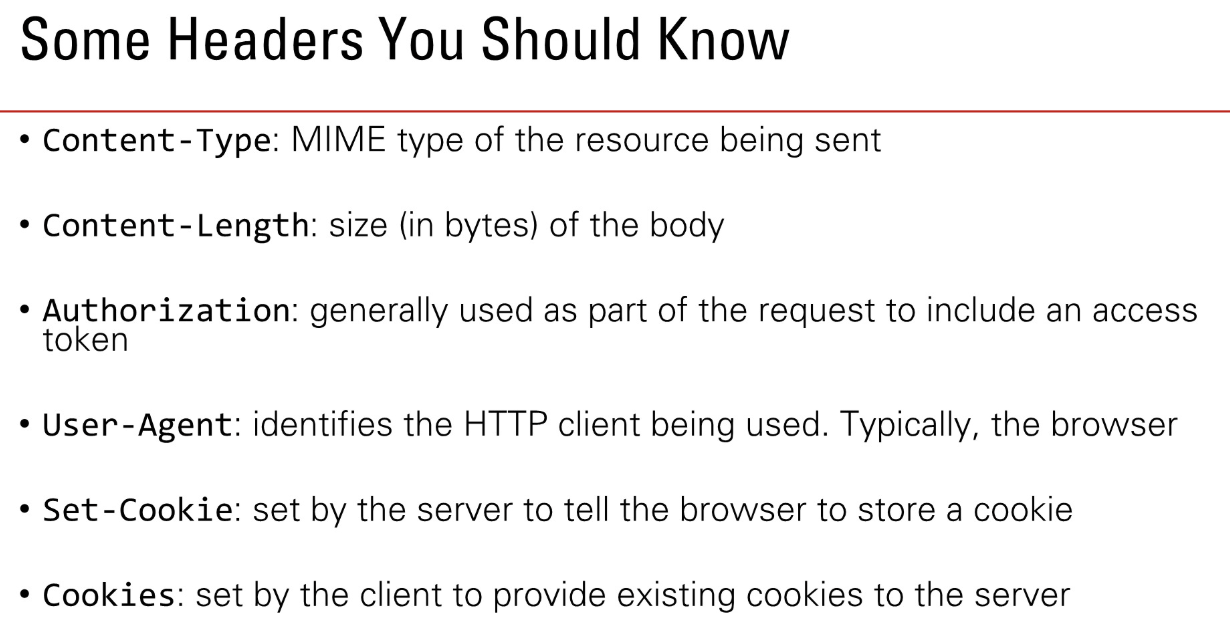 Some Headers You Should Know
• Content-Type: MIME type of the resource being sent
• Content-Length: size (in bytes) of the body
• Authorization: generally used as part of the request to include an access
token
• User-Agent: identifies the HTTP client being used. Typically, the browser
• Set-Cookie: set by the server to tell the browser to store a cookie
• Cookies: set by the client to provide existing cookies to the server